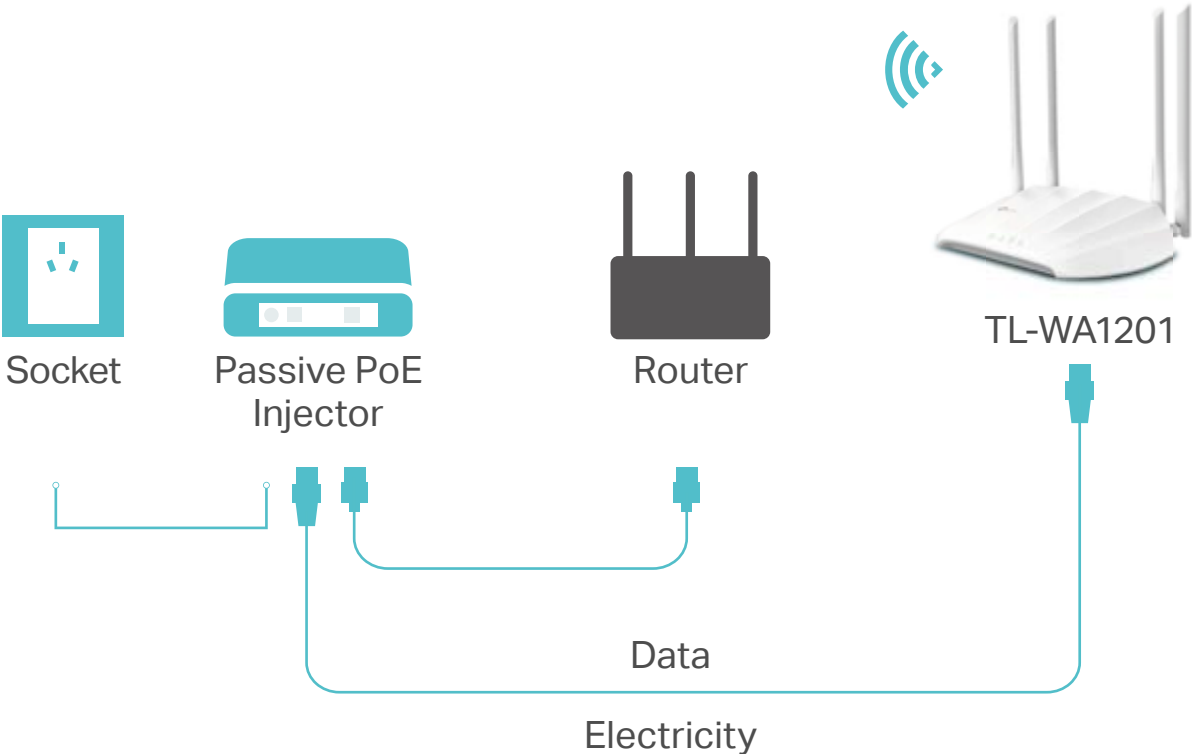 TL-WA1201
Socket
Passive PoE
Injector
Router
Data
Electricity